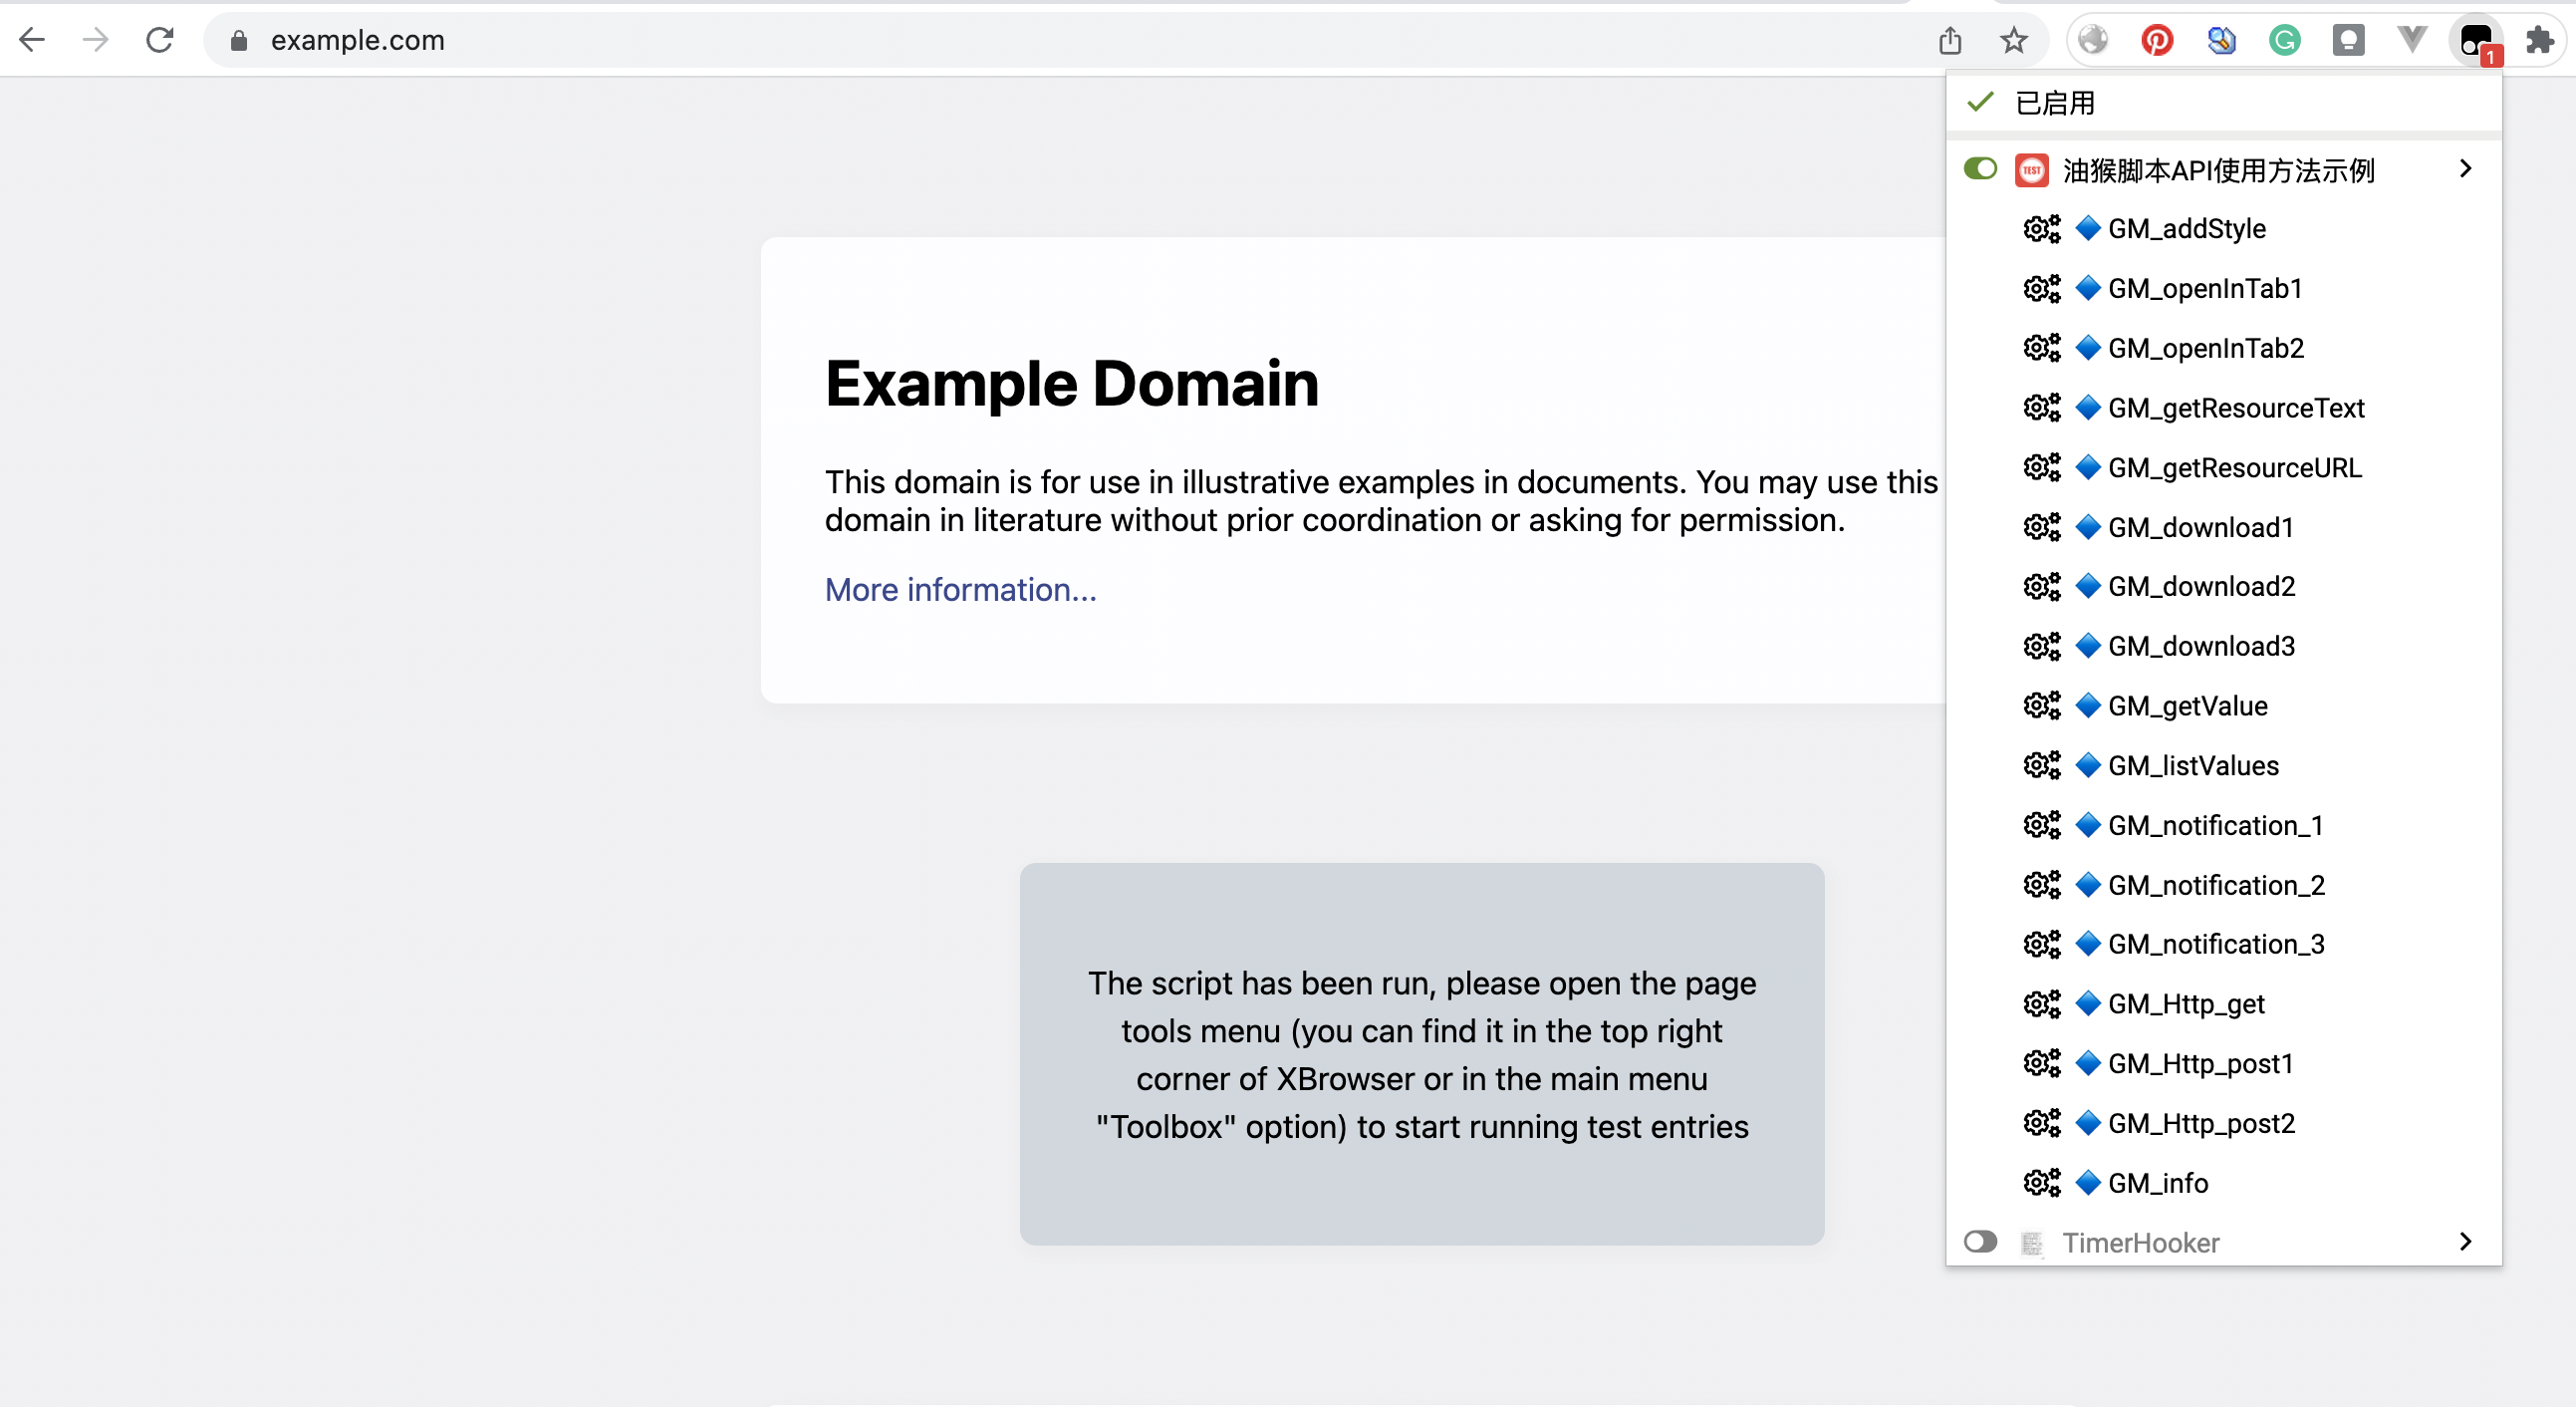 example.com
1
已启用
TEST
油猴脚本API使用方法示例
GM_addStyle
GM_openInTab1
GM_openInTab2
GM_getResourceText
GM_getResourceURL
GM_download1
GM_download2
GM_download3
GM_getValue
GM_listValues
GM_notification_1
GM_notification_2
GM_notification_3
GM_Http_get
GM_Http_post1
GM_Http_post2
GM_info
TimerHooker
Example Domain
This domain is for use in illustrative examples in documents. You may use this
domain in literature without prior coordination or asking for permission.
More information...
The script has been run, please open the page
tools menu (you can find it in the top right
corner of XBrowser or in the main menu
"Toolbox" option) to start running test entries